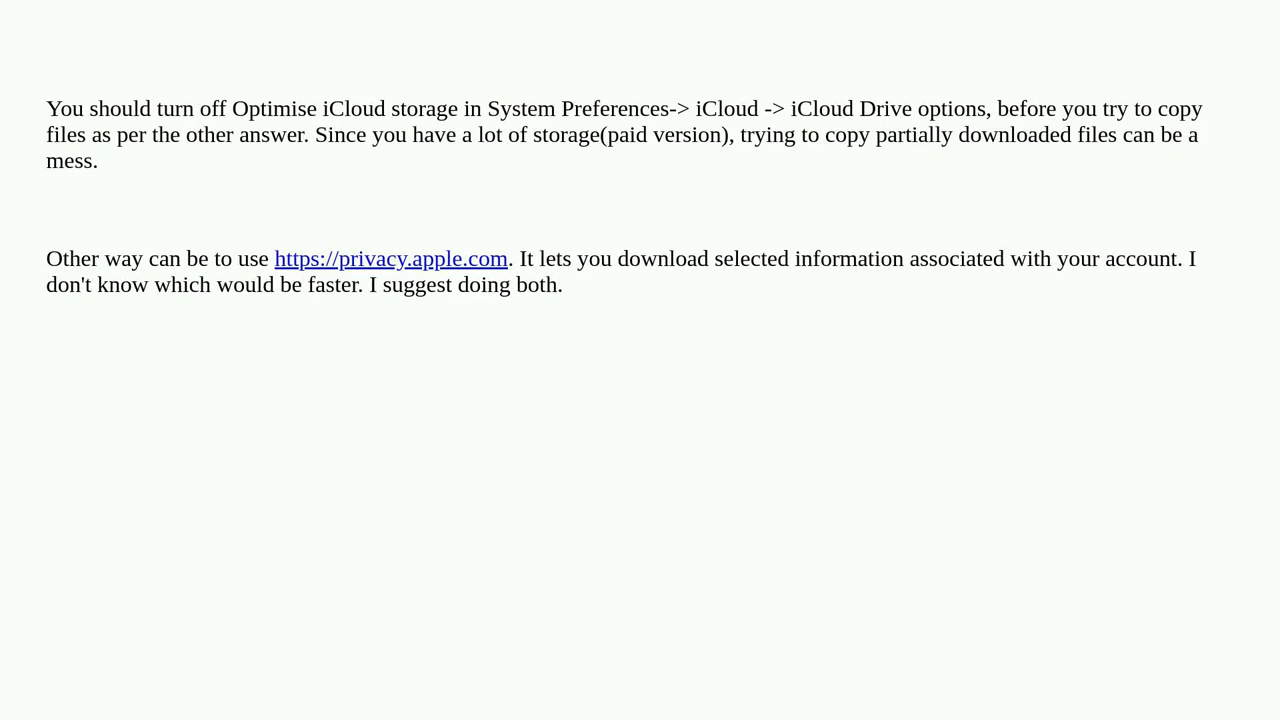 You should turn off Optimise iCloud storage in System Preferences-> iCloud -> iCloud Drive options, before you try to copy
files as per the other answer. Since you have a lot of storage(paid version), trying to copy partially downloaded files can be a
mess.
Other way can be to use https://privacy.apple.com. It lets you download selected information associated with your account. I
don't know which would be faster. I suggest doing both.